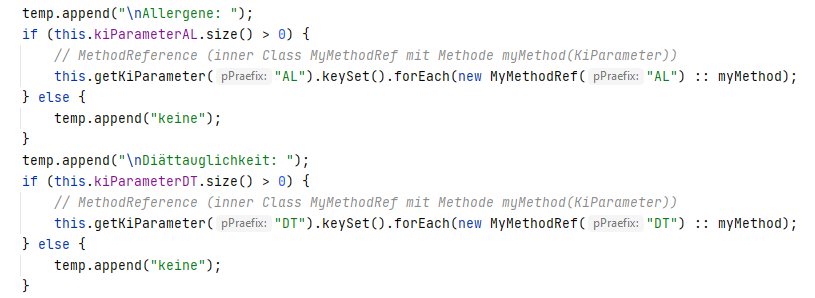 temp.append("\nAllergene: ");
if (this.kiParameterAL.size() > 0) {
    // MethodReference (inner Class MyMethodRef mit Methode myMethod(KiParameter))
    this.getKiParameter( pPraefix: "AL").keySet().forEach(new MyMethodRef( pPraefix: "AL") :: myMethod);
} else {
    temp.append("keine");
}
temp.append("\nDiättauglichkeit: ");
if (this.kiParameterDT.size() > 0) {
    // MethodReference (inner Class MyMethodRef mit Methode myMethod(KiParameter))
    this.getKiParameter( pPraefix: "DT").keySet().forEach(new MyMethodRef( pPraefix: "DT") :: myMethod);
} else {
    temp.append("keine");
}